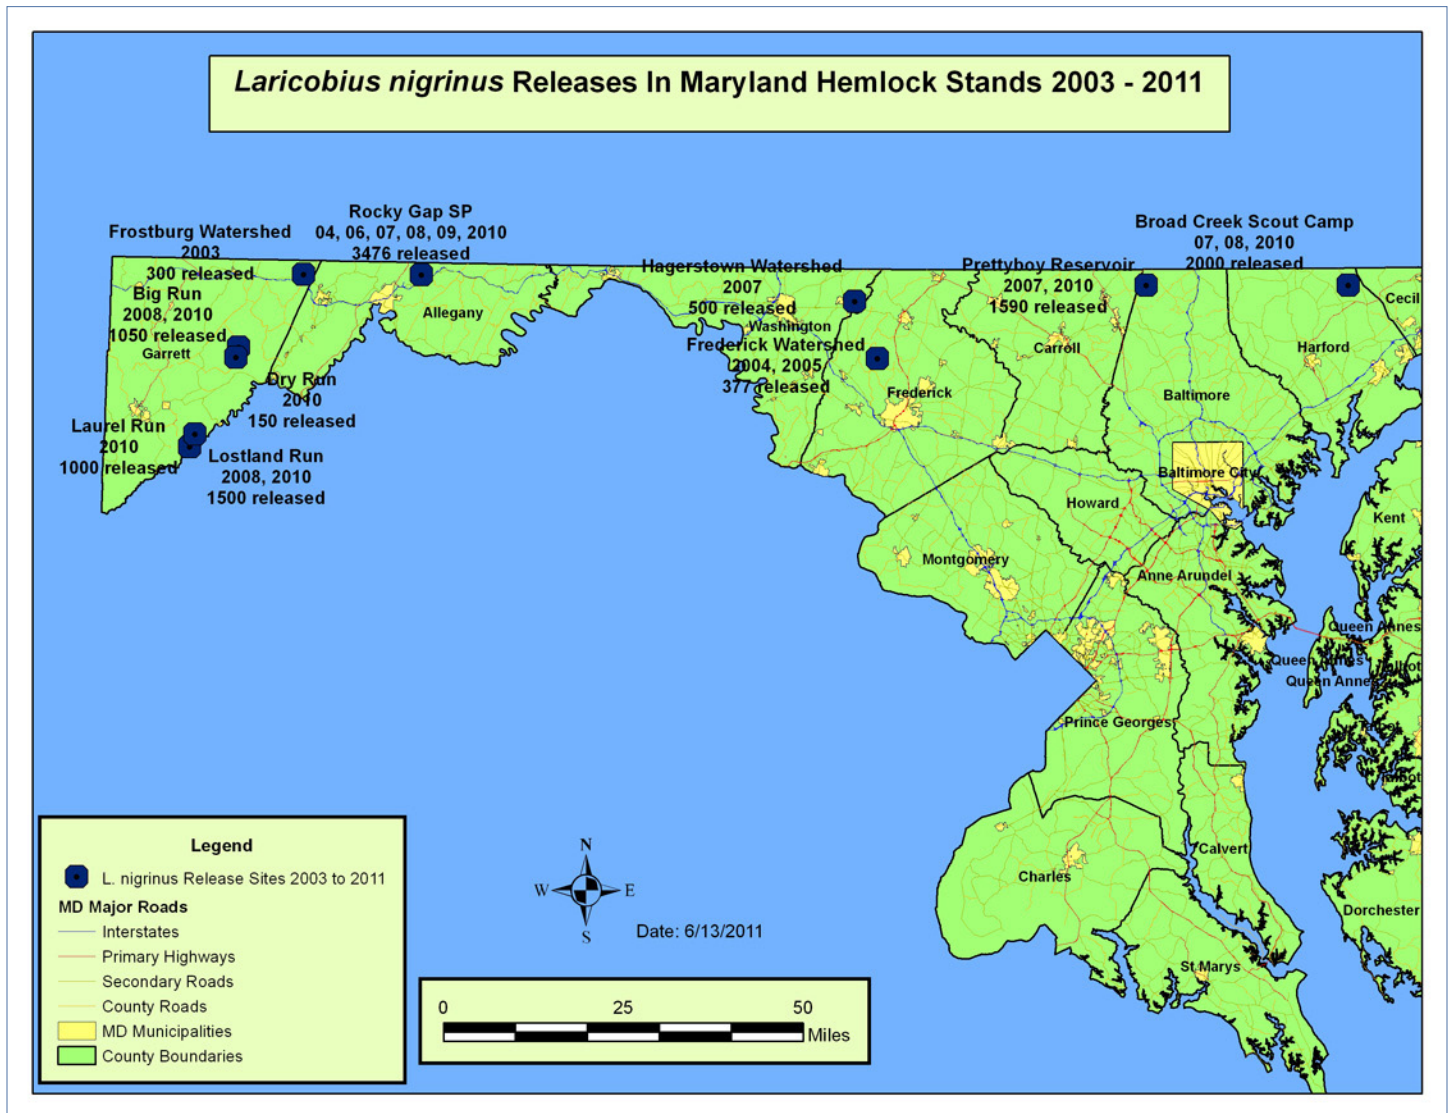 Laricobius nigrinus Releases In Maryland Hemlock Stands 2003 - 2011
Frostburg Watershed
2003
300 released
Rocky Gap SP
04, 06, 07, 08, 09, 2010
3476 released
Big Run
2008, 2010
1050 released
Garrett
Allegany
Dry Run
2010
150 released
Laurel Run
2010
1000 released
Lostland Run
2008, 2010
1500 released
Hagerstown Watershed
2007
500 released
Washington
Frederick Watershed
2004, 2005
377 released
Frederick
Prettyboy Reservoir
2007, 2010
1590 released
Carroll
Broad Creek Scout Camp
07, 08, 2010
2000 released
Cecil
Harford
Baltimore
Baltimore City
Howard
Kent
Montgomery
Anne Arundel
Queen Annes
Queen Annes
Queen Annes
Talbot
Talbot
Talbot
Prince Georges
Calvert
Charles
Dorchester
St Marys
Legend
L. nigrinus Release Sites 2003 to 2011
MD Major Roads
Interstates
Primary Highways
Secondary Roads
County Roads
MD Municipalities
County Boundaries
N
W E
S
Date: 6/13/2011
0 25 50
Miles